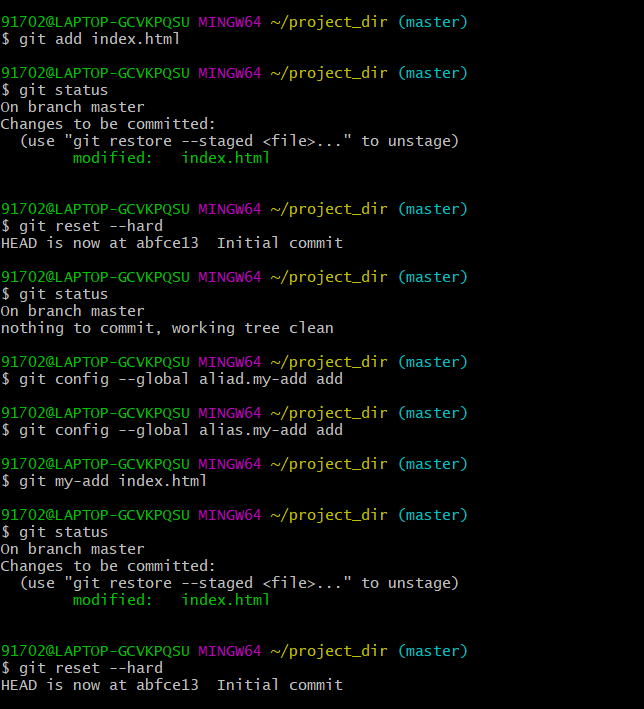 91702@LAPTOP-GCVKPQSU MINGW64 ~/project_dir (master)
$ git add index.html
91702@LAPTOP-GCVKPQSU MINGW64 ~/project_dir (master)
$ git status
On branch master
Changes to be committed:
  (use "git restore --staged <file>..." to unstage)
        modified:   index.html
91702@LAPTOP-GCVKPQSU MINGW64 ~/project_dir (master)
$ git reset --hard
HEAD is now at abfce13  Initial commit
91702@LAPTOP-GCVKPQSU MINGW64 ~/project_dir (master)
$ git status
On branch master
nothing to commit, working tree clean
91702@LAPTOP-GCVKPQSU MINGW64 ~/project_dir (master)
$ git config --global aliad.my-add add
91702@LAPTOP-GCVKPQSU MINGW64 ~/project_dir (master)
$ git config --global alias.my-add add
91702@LAPTOP-GCVKPQSU MINGW64 ~/project_dir (master)
$ git my-add index.html
91702@LAPTOP-GCVKPQSU MINGW64 ~/project_dir (master)
$ git status
On branch master
Changes to be committed:
  (use "git restore --staged <file>..." to unstage)
        modified:   index.html
91702@LAPTOP-GCVKPQSU MINGW64 ~/project_dir (master)
$ git reset --hard
HEAD is now at abfce13  Initial commit